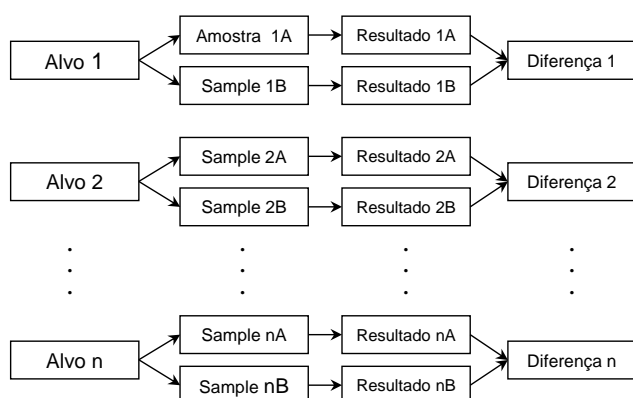 Alvo 1
Amostra 1A
Resultado 1A
Sample 1B
Resultado 1B
Diferença 1
Alvo 2
Sample 2A
Resultado 2A
Sample 2B
Resultado 2B
Diferença 2
Alvo n
Sample nA
Resultado nA
Sample nB
Resultado nB
Diferença n